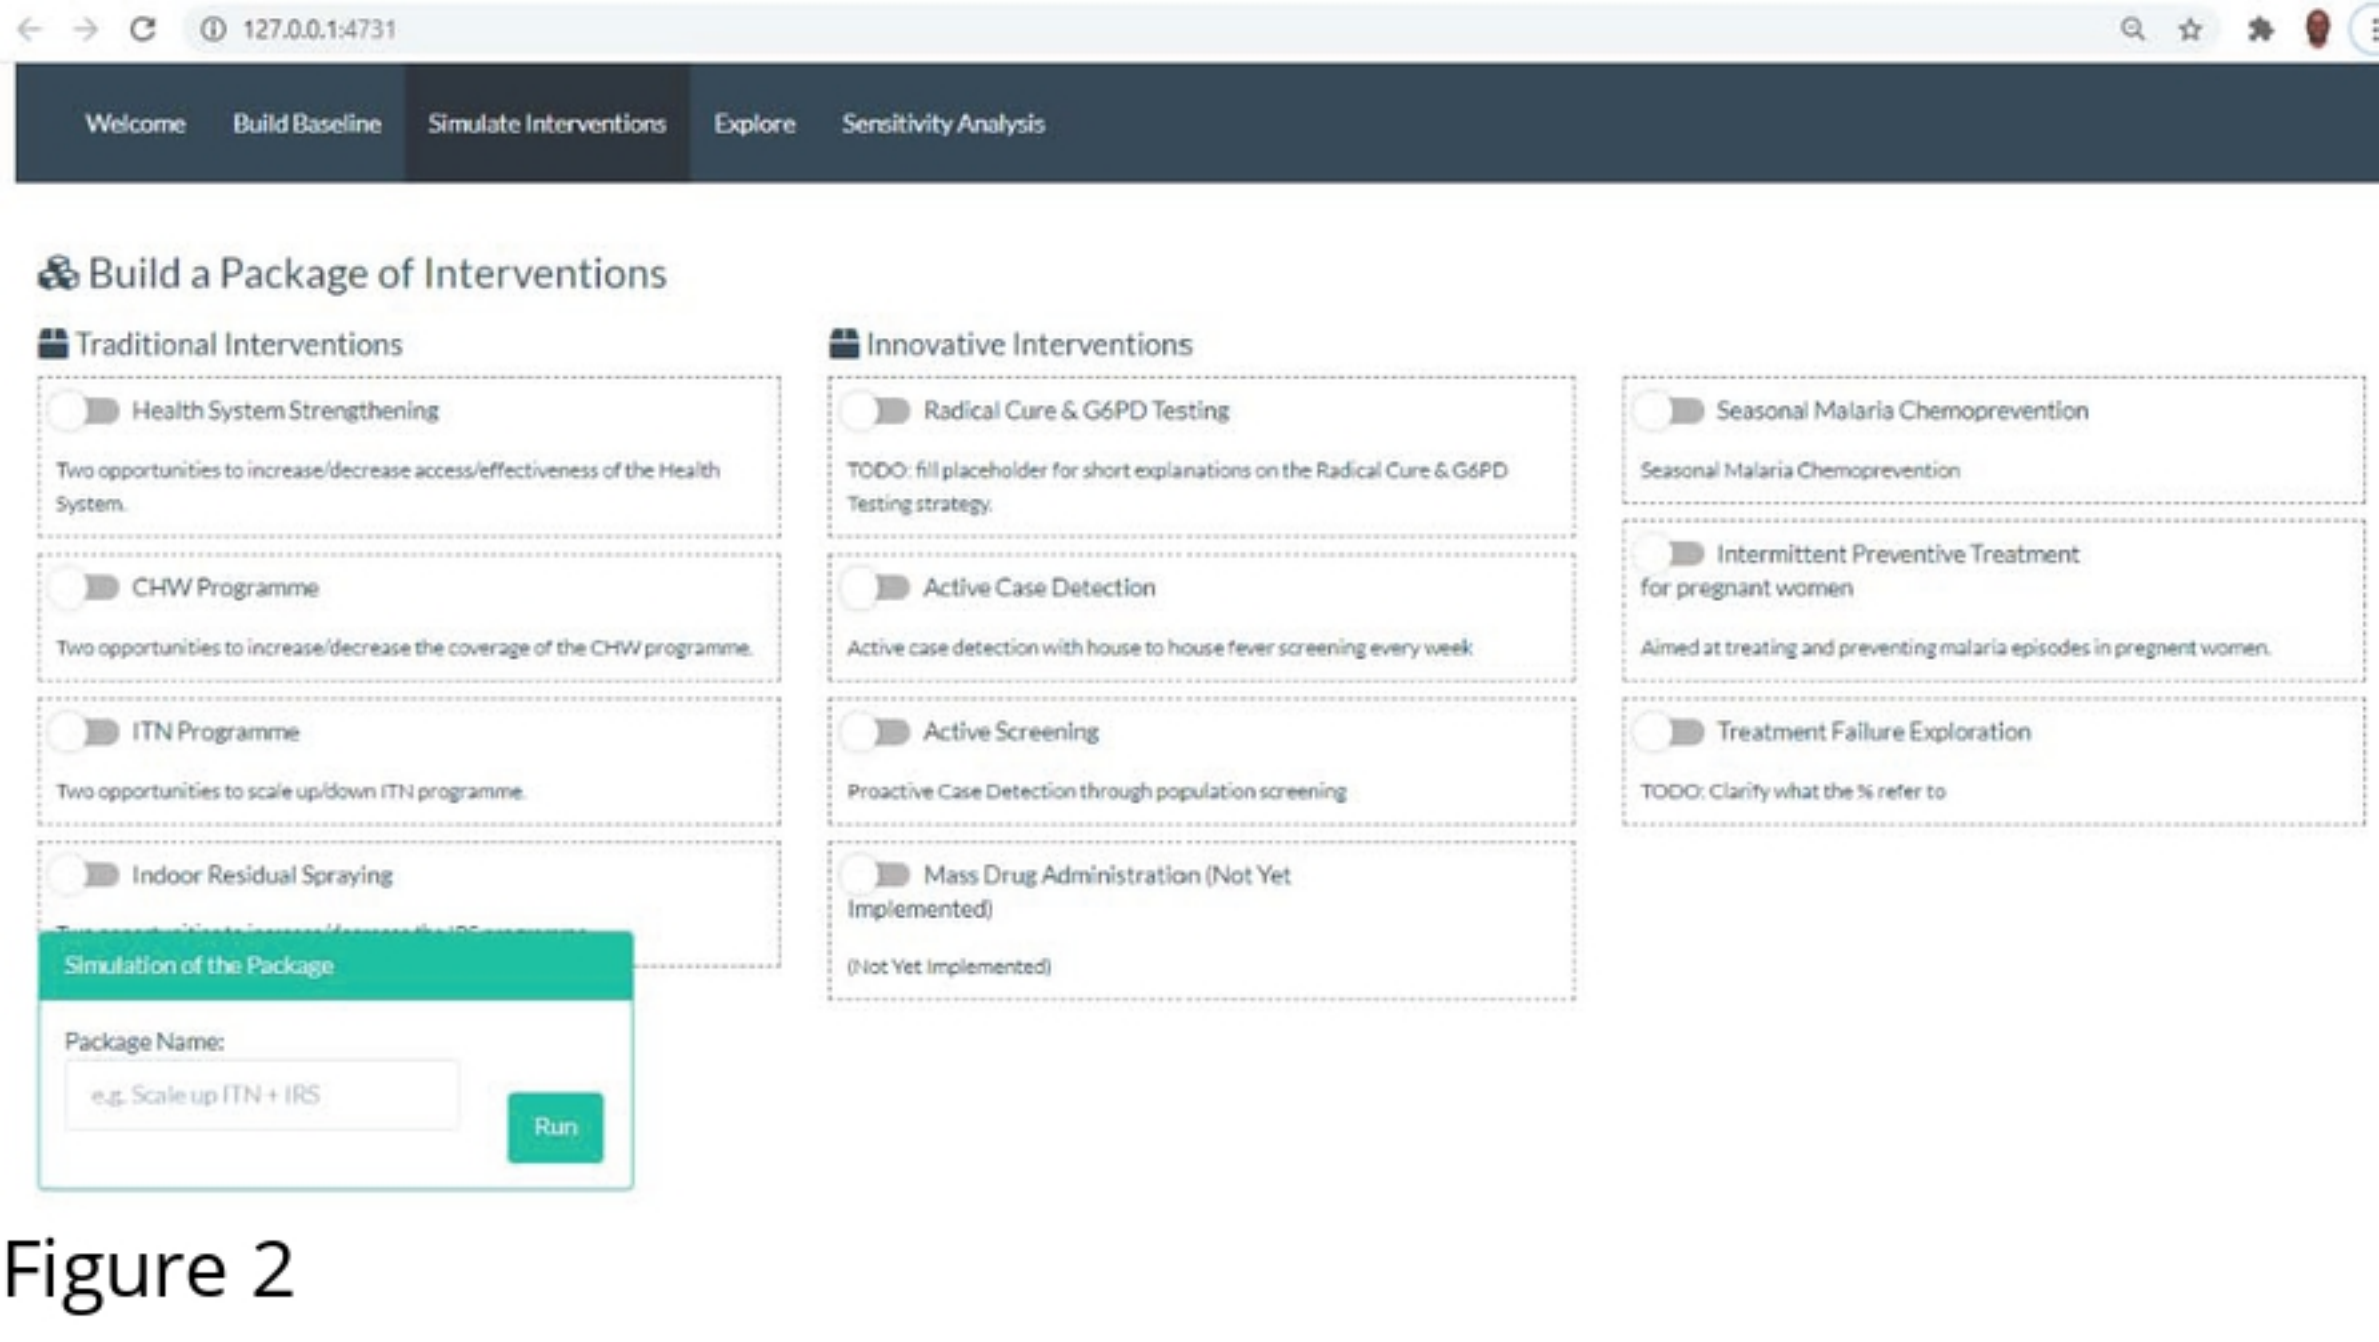 127.0.0.1:4731
Welcome Build Baseline Simulate Interventions Explore Sensitivity Analysis
Build a Package of Interventions
Traditional Interventions
Health System Strengthening
Two opportunities to increase/decrease access/effectiveness of the Health
System.
CHW Programme
Two opportunities to increase/decrease the coverage of the CHW programme.
ITN Programme
Two opportunities to scale up/down ITN programme.
Indoor Residual Spraying
Two opportunities to increase/decrease the IRS programme
Innovative Interventions
Radical Cure & G6PD Testing
TODO: fill placeholder for short explanations on the Radical Cure & G6PD
Testing strategy.
Active Case Detection
Active case detection with house to house fever screening every week
Active Screening
Proactive Case Detection through population screening
Mass Drug Administration (Not Yet
Implemented)
(Not Yet Implemented)
Seasonal Malaria Chemoprevention
Seasonal Malaria Chemoprevention
Intermittent Preventive Treatment
for pregnant women
Aimed at treating and preventing malaria episodes in pregnent women.
Treatment Failure Exploration
TODO: Clarify what the % refer to
Simulation of the Package
Package Name:
e.g. Scale up ITN + IRS
Run
Figure 2